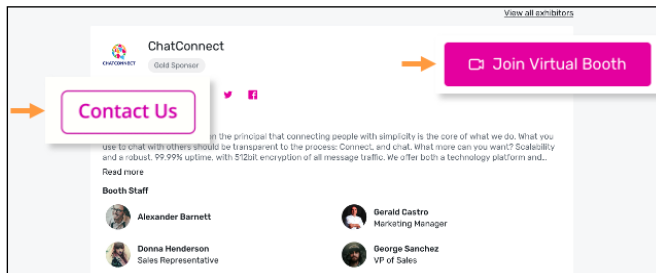 View all exhibitors
ChatConnect
CHATCONNECT
Gold Sponsor
Join Virtual Booth
Contact Us
on the principal that connecting people with simplicity is the core of what we do. What you
use to chat with others should be transparent to the process: Connect, and chat. What more can you want? Scalability
and a robust, 99.99% uptime, with 512bit encryption of all message traffic. We offer both a technology platform and...
Read more
Booth Staff
Alexander Barnett
Gerald Castro
Marketing Manager
Donna Henderson
Sales Representative
George Sanchez
VP of Sales